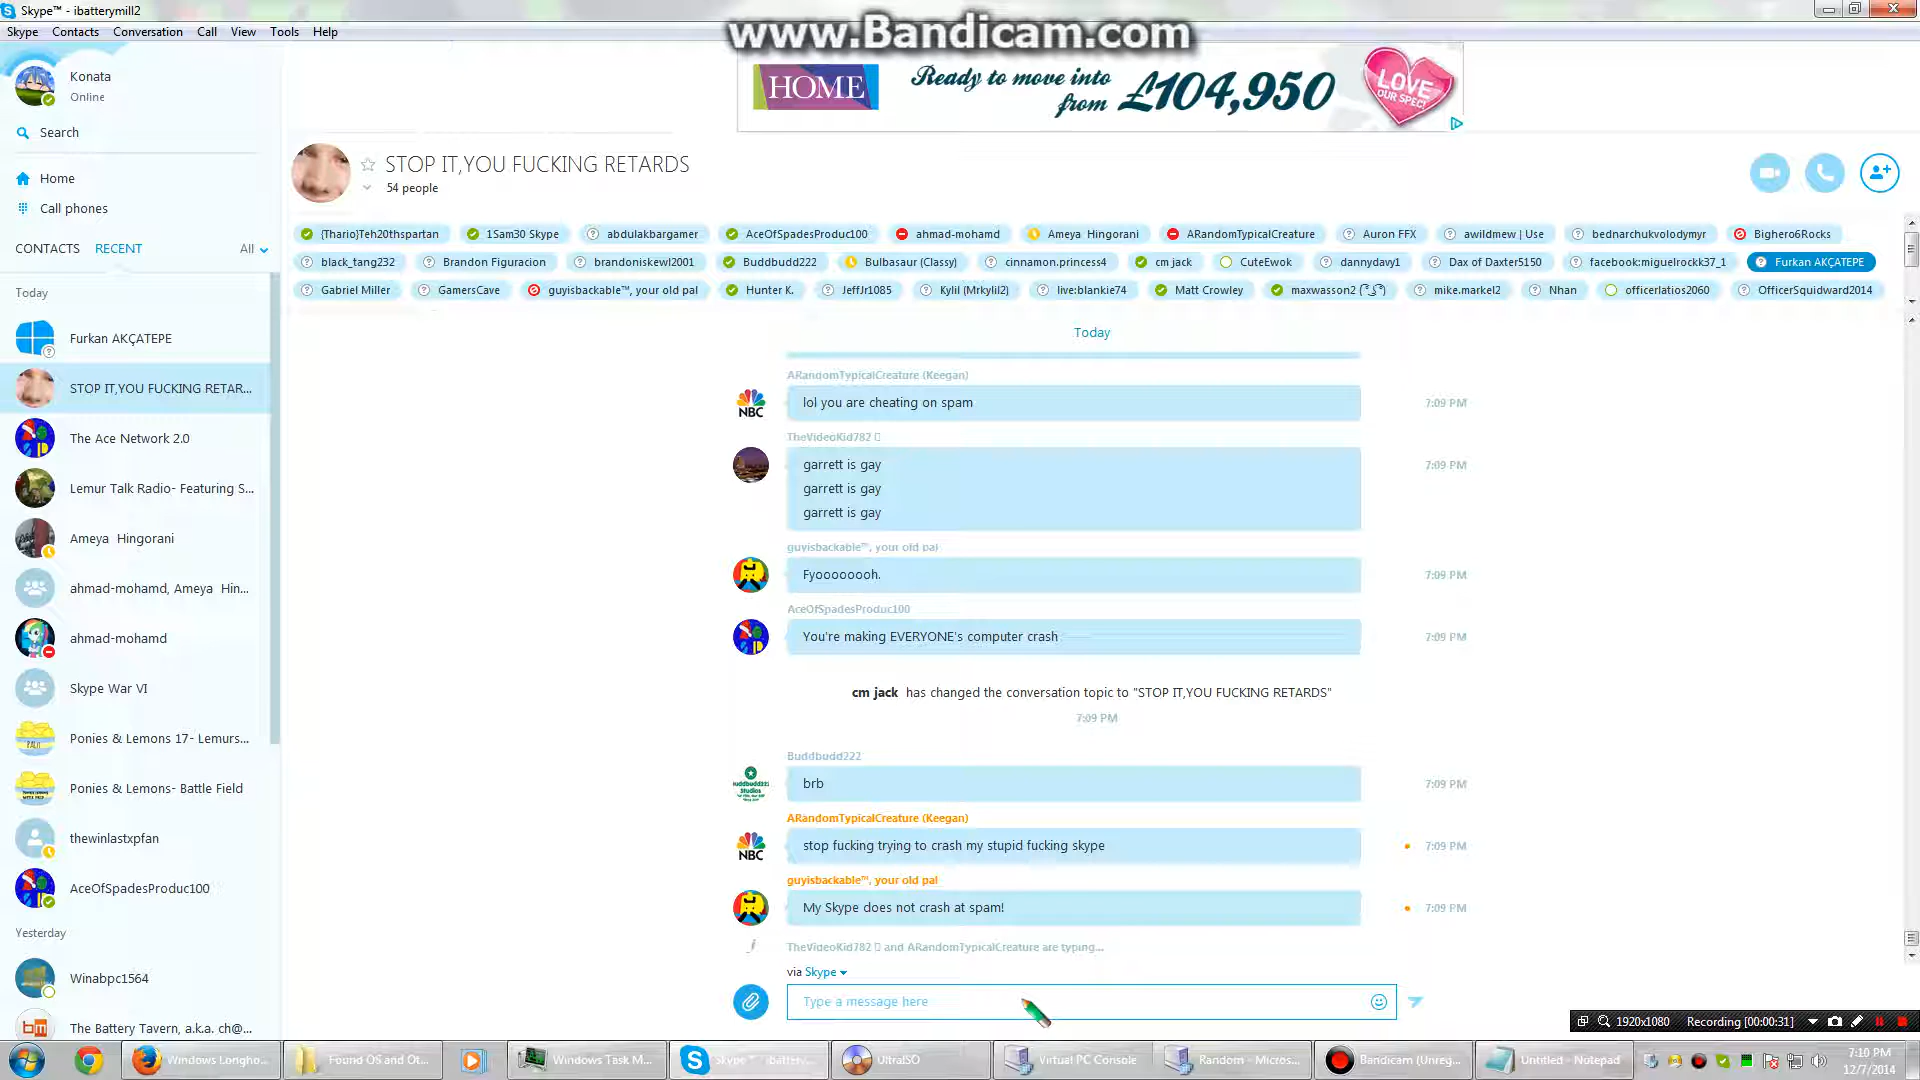 Skype™ - ibatterymill2
www.Bandicam.com
Skype Contacts Conversation Call View Tools Help
HOME
Ready to move into
from £104,950
LOVE
OUR SPEC!
Konata
Online
Search
Home
Call phones
CONTACTS RECENT All
STOP IT,YOU FUCKING RETARDS
54 people
{Thario}Teh20thspartan 1Sam30 Skype abdulakbargamer AceOfSpadesProduc100 ahmad-mohamd Ameya Hingorani ARandomTypicalCreature Auron FFX awildmew | Use bednarchukvolodymyr Bighero6Rocks
black_tang232 Brandon Figuracion brandoniskewl2001 Buddbudd222 Bulbasaur (Classy) cinnamon.princess4 cm jack CuteEwok dannydavy1 Dax of Daxter5150 facebook:miguelrockk37_1 Furkan AKÇATEPE
Gabriel Miller GamersCave guyisbackable™, your old pal Hunter K. JeffJr1085 Kylil (Mrkylil2) live:blankie74 Matt Crowley maxwasson2 ( ͡° ͜ʖ ͡°) mike.markel2 Nhan officerlatios2060 OfficerSquidward2014
Today
Furkan AKÇATEPE
STOP IT,YOU FUCKING RETAR...
The Ace Network 2.0
Lemur Talk Radio- Featuring S...
Ameya Hingorani
ahmad-mohamd, Ameya Hin...
ahmad-mohamd
Skype War VI
Ponies & Lemons 17- Lemurs...
Ponies & Lemons- Battle Field
thewinlastxpfan
AceOfSpadesProduc100
Yesterday
Winabpc1564
The Battery Tavern, a.k.a. ch@...
Today
ARandomTypicalCreature (Keegan)
NBC
lol you are cheating on spam 7:09 PM
TheVideoKid782
garrett is gay 7:09 PM
garrett is gay
garrett is gay
guyisbackable™, your old pal
Fyoooooooh. 7:09 PM
AceOfSpadesProduc100
You're making EVERYONE's computer crash 7:09 PM
cm jack has changed the conversation topic to "STOP IT,YOU FUCKING RETARDS"
7:09 PM
Buddbudd222
brb 7:09 PM
ARandomTypicalCreature (Keegan)
NBC
stop fucking trying to crash my stupid fucking skype 7:09 PM
guyisbackable™, your old pal
My Skype does not crash at spam! 7:09 PM
TheVideoKid782 and ARandomTypicalCreature are typing...
via Skype
Type a message here
1920x1080 Recording [00:00:31]
Windows Longho... Found OS and Ot... Windows Task M... Skype™ - ibattery... UltraISO Virtual PC Console Random - Micros... Bandicam (Unreg... Untitled - Notepad
7:10 PM
12/7/2014